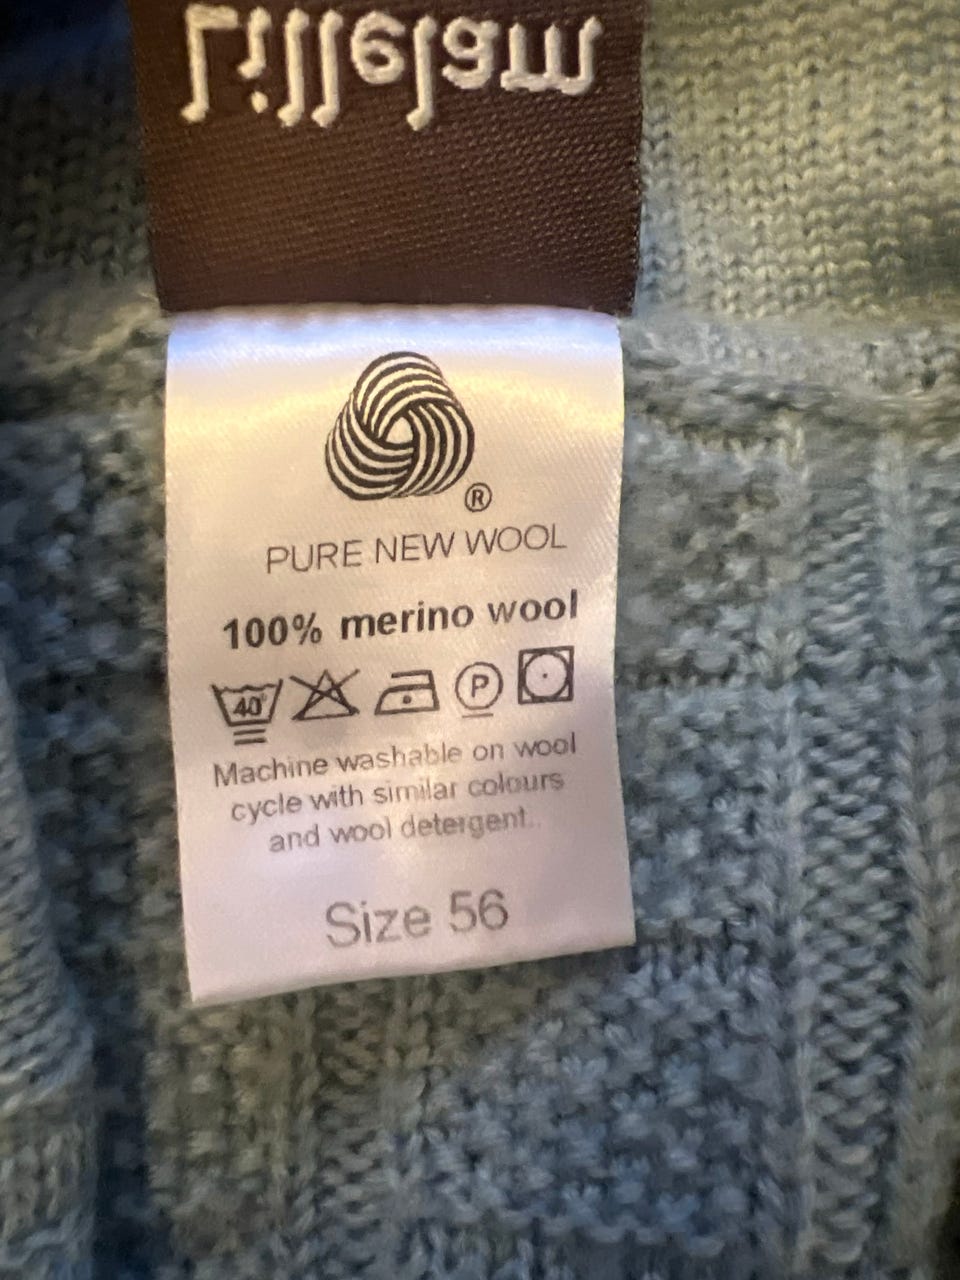 Lillelam
®
PURE NEW WOOL
100% merino wool
40° P
Machine washable on wool
cycle with similar colours
and wool detergent..
Size 56